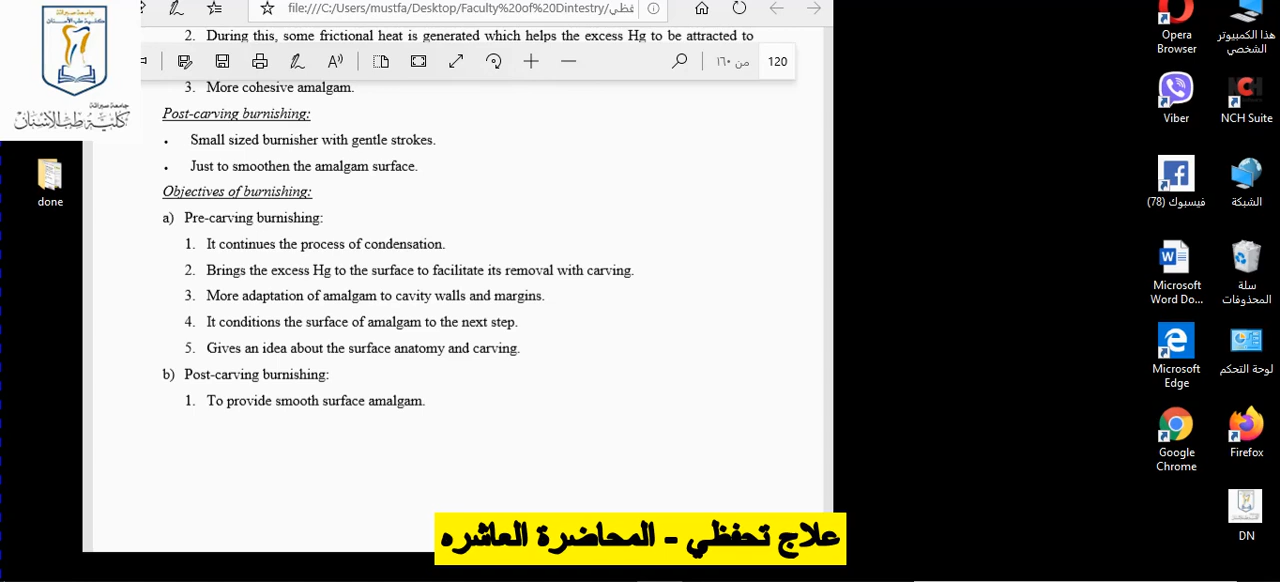 file:///C:/Users/mustfa/Desktop/Faculty%20of%20Dintestry/
2. During this, some frictional heat is generated which helps the excess Hg to be attracted to
120 من ١٦٠
3. More cohesive amalgam.
Post-carving burnishing:
• Small sized burnisher with gentle strokes.
• Just to smoothen the amalgam surface.
Objectives of burnishing:
a) Pre-carving burnishing:
1. It continues the process of condensation.
2. Brings the excess Hg to the surface to facilitate its removal with carving.
3. More adaptation of amalgam to cavity walls and margins.
4. It conditions the surface of amalgam to the next step.
5. Gives an idea about the surface anatomy and carving.
b) Post-carving burnishing:
1. To provide smooth surface amalgam.
جامعة صبراتة
كلية طب الأسنان
done
Opera
Browser
هذا الكمبيوتر
الشخصي
Viber
NCH Suite
فيسبوك (78)
الشبكة
Microsoft
Word Do...
سلة
المحذوفات
Microsoft
Edge
لوحة التحكم
Google
Chrome
Firefox
DN
علاج تحفظي - المحاضرة العاشره